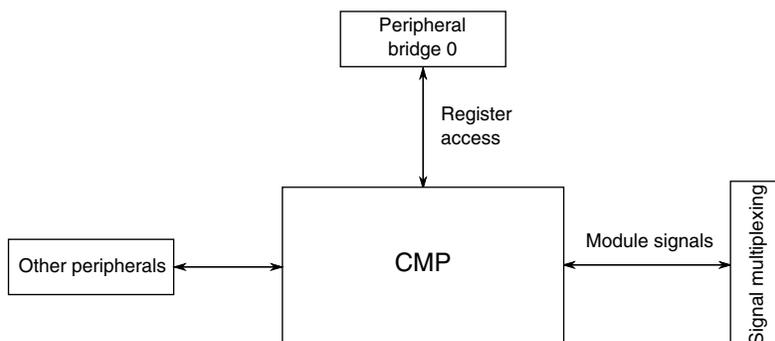 Peripheral
bridge 0
Register
access
Other peripherals
CMP
Module signals
Signal multiplexing